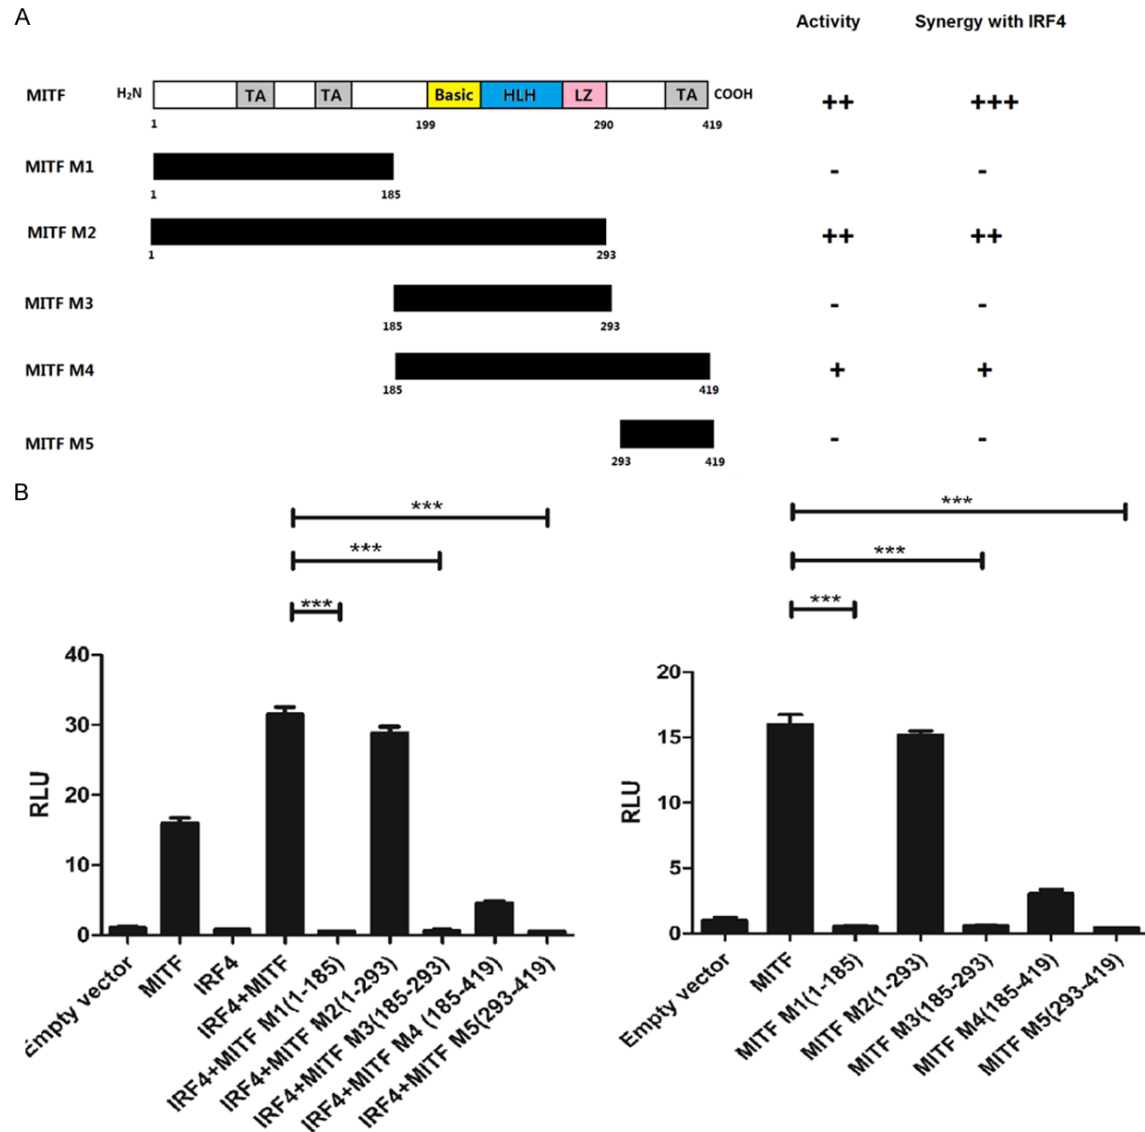 A
Activity Synergy with IRF4
MITF H₂N TA TA Basic HLH LZ TA COOH ++ +++
1 199 290 419
MITF M1 - -
1 185
MITF M2 ++ ++
1 293
MITF M3 - -
185 293
MITF M4 + +
185 419
MITF M5 - -
293 419
B
***
***
***
40
30
20
10
0
RLU
Empty vector
MITF
IRF4
IRF4+MITF
IRF4+MITF M1(1-185)
IRF4+MITF M2(1-293)
IRF4+MITF M3(185-293)
IRF4+MITF M4 (185-419)
IRF4+MITF M5(293-419)
***
***
***
20
15
10
5
0
RLU
Empty vector
MITF
MITF M1(1-185)
MITF M2(1-293)
MITF M3(185-293)
MITF M4(185-419)
MITF M5(293-419)